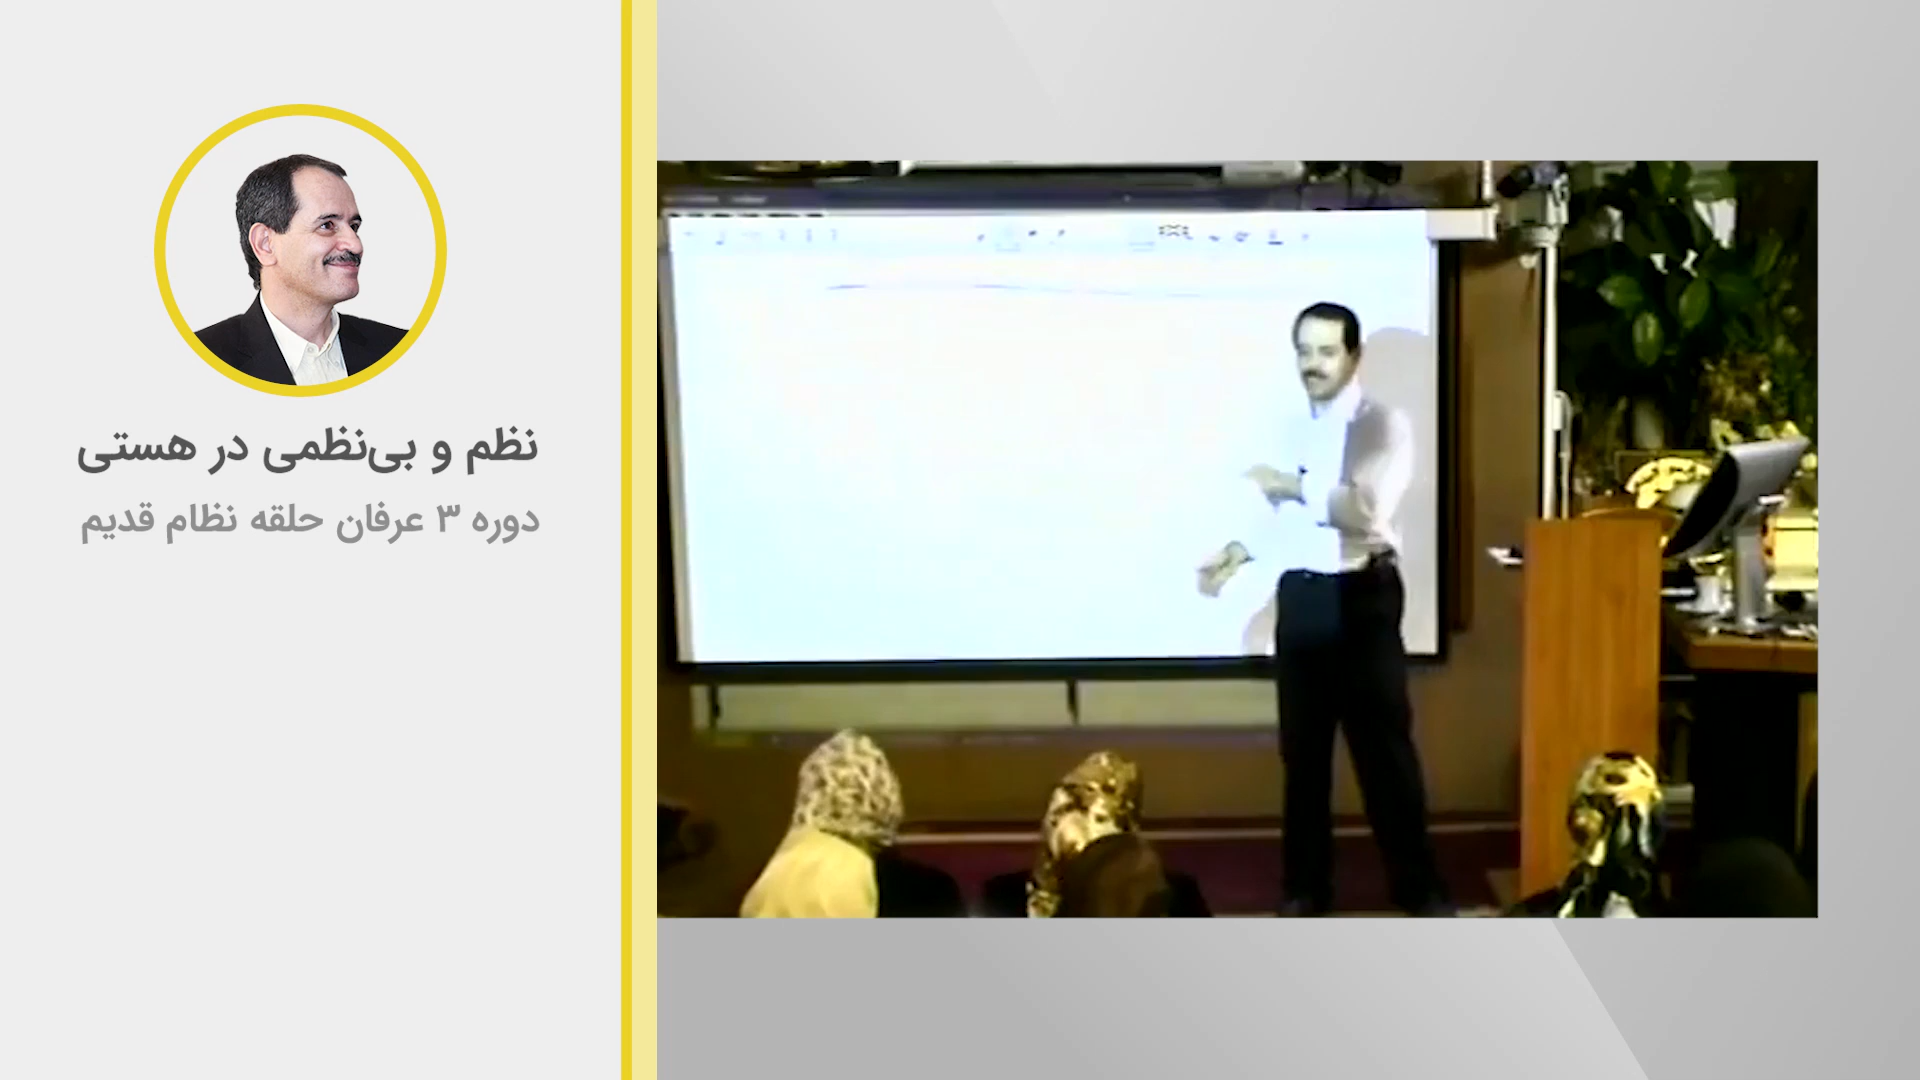 نظم و بی‌نظمی در هستی
دوره ۳ عرفان حلقه نظام قدیم